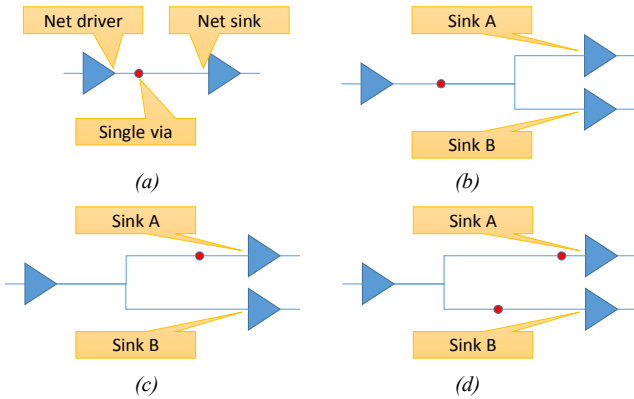 Net driver
Net sink
Single via
(a)
Sink A
Sink B
(b)
Sink A
Sink B
(c)
Sink A
Sink B
(d)